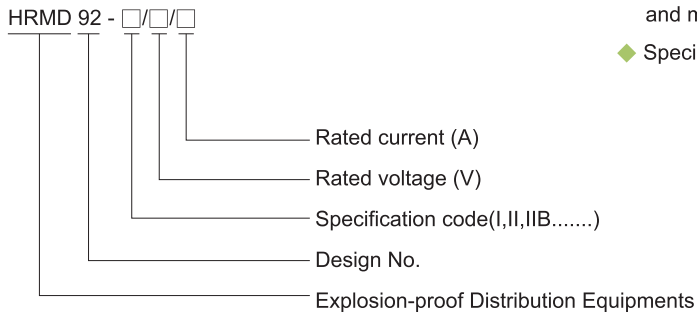 HRMD 92 - □/□/□
and
◆ Speci
Rated current (A)
Rated voltage (V)
Specification code(I,II,IIB.......)
Design No.
Explosion-proof Distribution Equipments